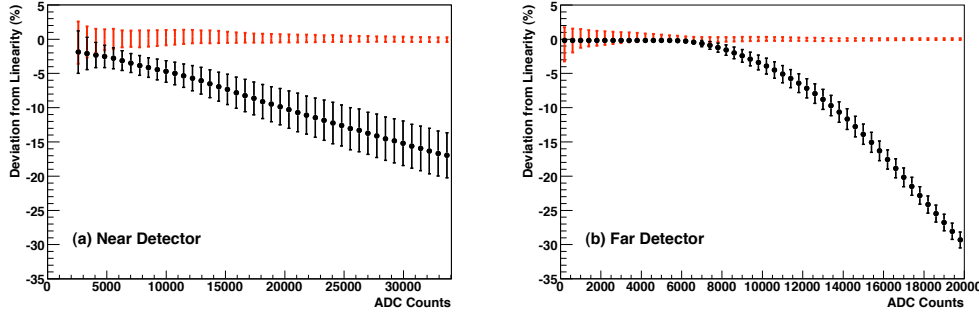 5
0
-5
-10
-15
-20
-25
-30
-35
Deviation from Linearity (%)
(a) Near Detector
5000 10000 15000 20000 25000 30000
ADC Counts
5
0
-5
-10
-15
-20
-25
-30
-35
Deviation from Linearity (%)
(b) Far Detector
0 2000 4000 6000 8000 10000 12000 14000 16000 18000 20000
ADC Counts